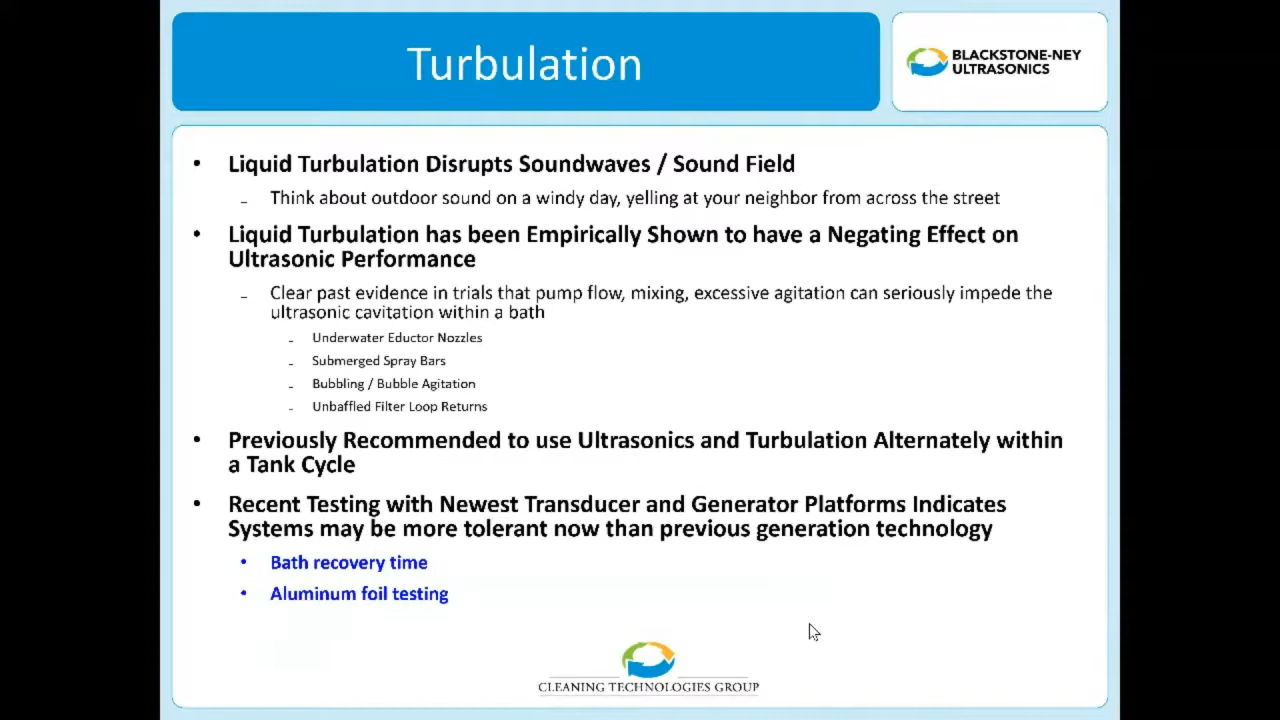 Turbulation
BLACKSTONE-NEY
ULTRASONICS
• Liquid Turbulation Disrupts Soundwaves / Sound Field
– Think about outdoor sound on a windy day, yelling at your neighbor from across the street
• Liquid Turbulation has been Empirically Shown to have a Negating Effect on
Ultrasonic Performance
– Clear past evidence in trials that pump flow, mixing, excessive agitation can seriously impede the
ultrasonic cavitation within a bath
– Underwater Eductor Nozzles
– Submerged Spray Bars
– Bubbling / Bubble Agitation
– Unbaffled Filter Loop Returns
• Previously Recommended to use Ultrasonics and Turbulation Alternately within
a Tank Cycle
• Recent Testing with Newest Transducer and Generator Platforms Indicates
Systems may be more tolerant now than previous generation technology
• Bath recovery time
• Aluminum foil testing
CLEANING TECHNOLOGIES GROUP